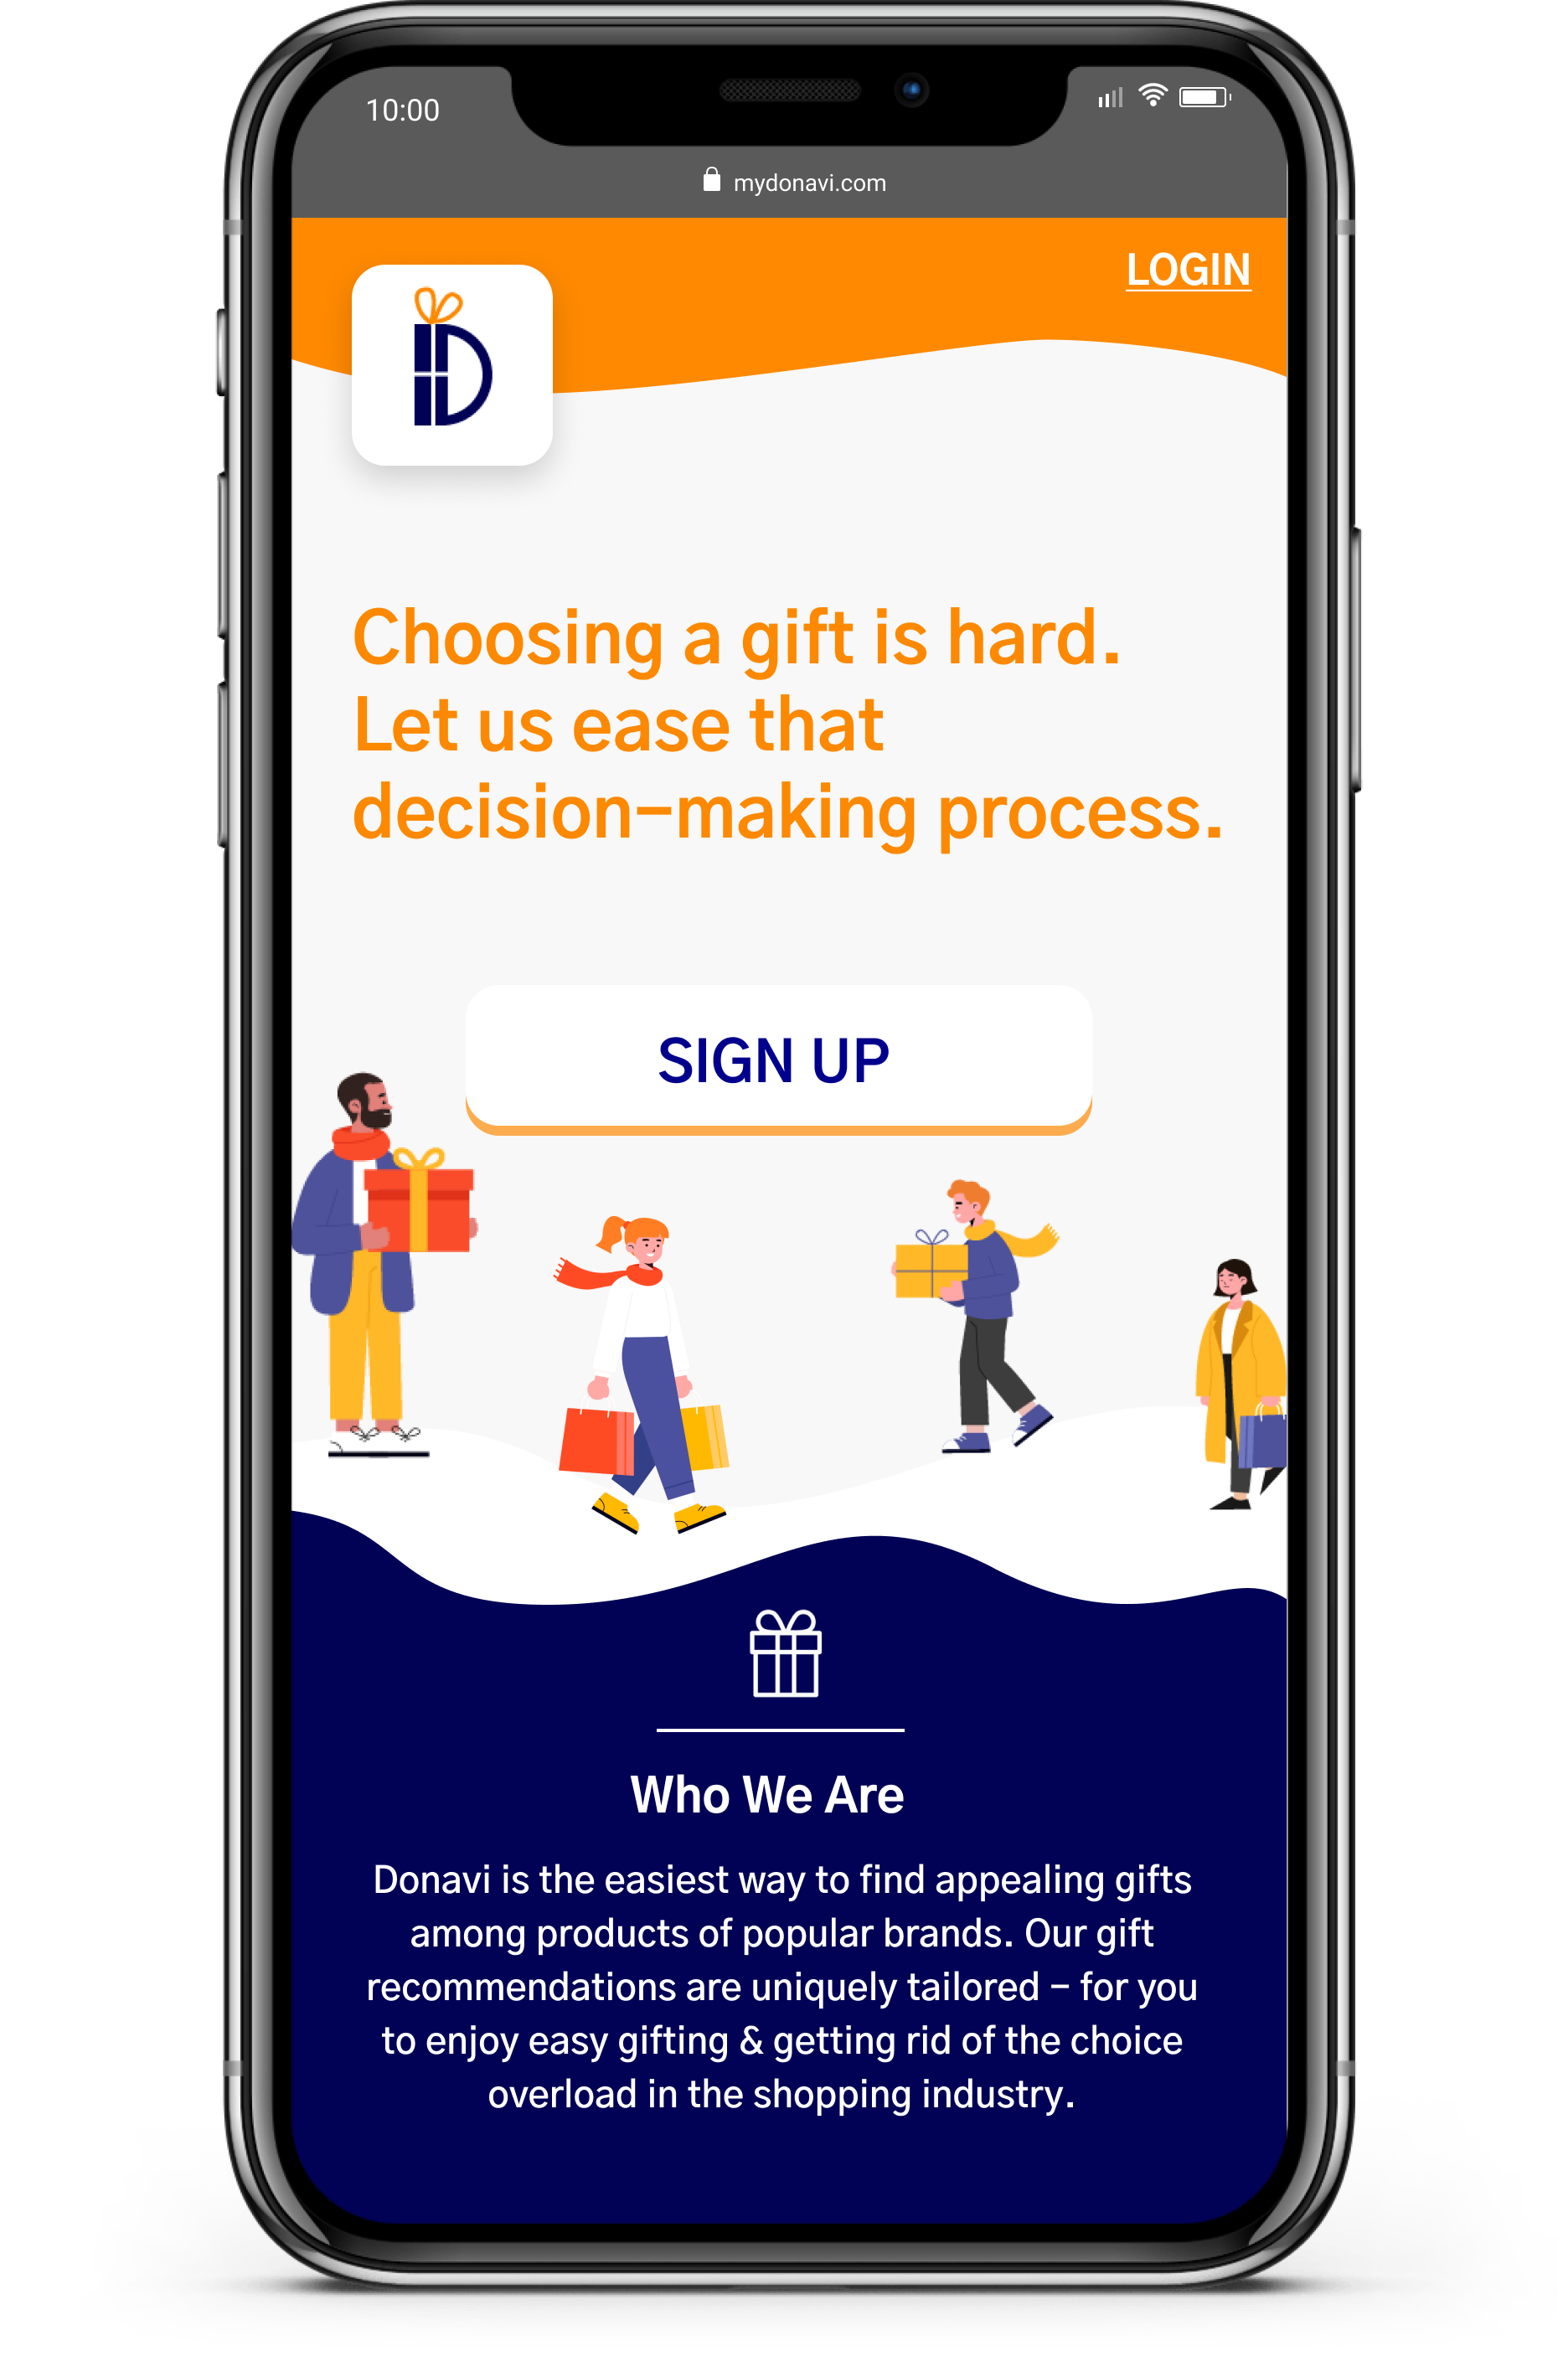 10:00
mydonavi.com
LOGIN
D
Choosing a gift is hard.
Let us ease that
decision-making process.
SIGN UP
Who We Are
Donavi is the easiest way to find appealing gifts
among products of popular brands. Our gift
recommendations are uniquely tailored - for you
to enjoy easy gifting & getting rid of the choice
overload in the shopping industry.